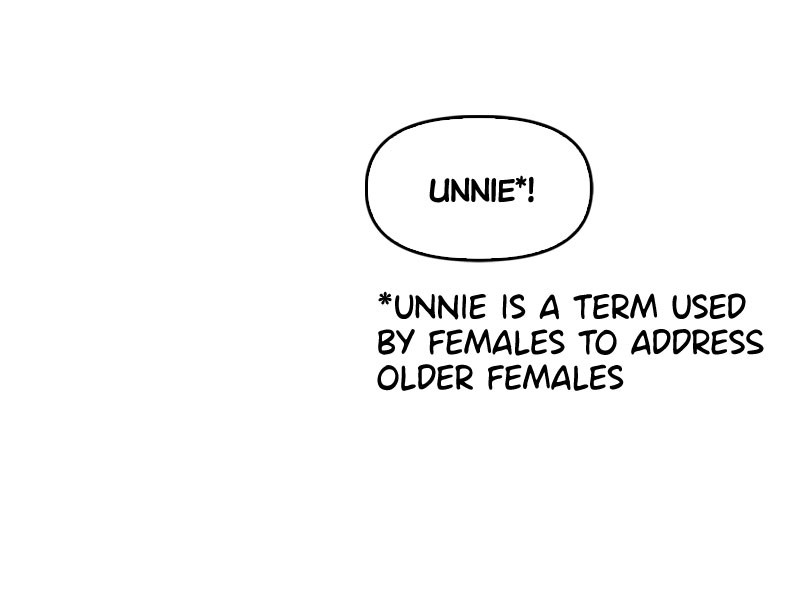 UNNIE*!
*UNNIE IS A TERM USED
BY FEMALES TO ADDRESS
OLDER FEMALES